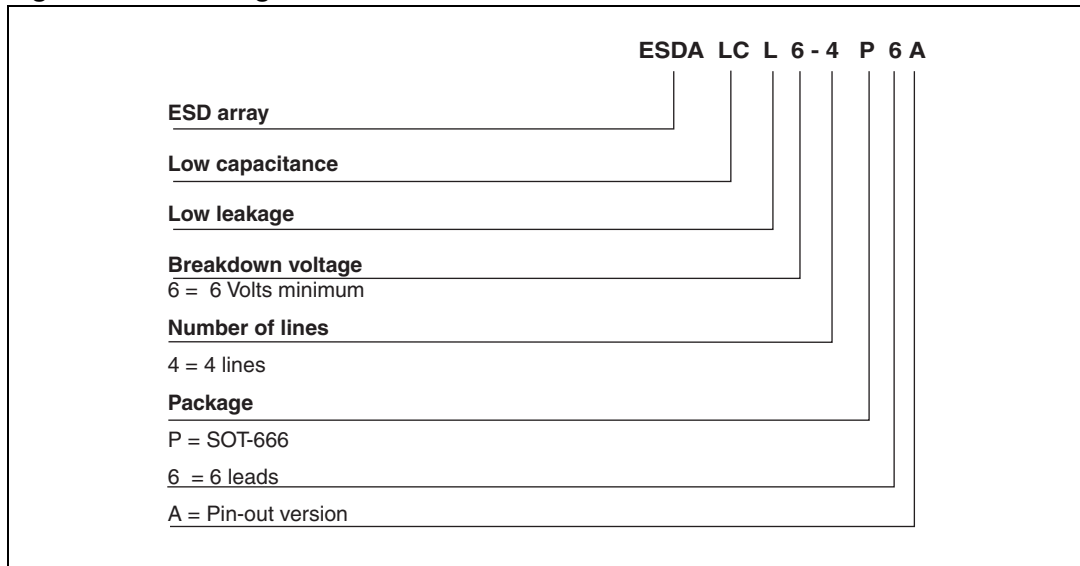 ESDA LC L 6 - 4 P 6 A
ESD array
Low capacitance
Low leakage
Breakdown voltage
6 = 6 Volts minimum
Number of lines
4 = 4 lines
Package
P = SOT-666
6 = 6 leads
A = Pin-out version